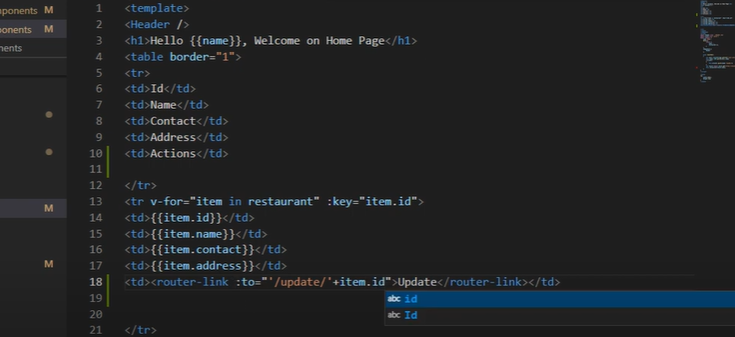 mponents M
ponents M
nents
M
M
1 <template>
2 <Header />
3 <h1>Hello {{name}}, Welcome on Home Page</h1>
4 <table border="1">
5 <tr>
6 <td>Id</td>
7 <td>Name</td>
8 <td>Contact</td>
9 <td>Address</td>
10 <td>Actions</td>
11
12 </tr>
13 <tr v-for="item in restaurant" :key="item.id">
14 <td>{{item.id}}</td>
15 <td>{{item.name}}</td>
16 <td>{{item.contact}}</td>
17 <td>{{item.address}}</td>
18 <td><router-link :to="'/update/'+item.id">Update</router-link></td>
19
abc id
abc Id
20
21 </tr>